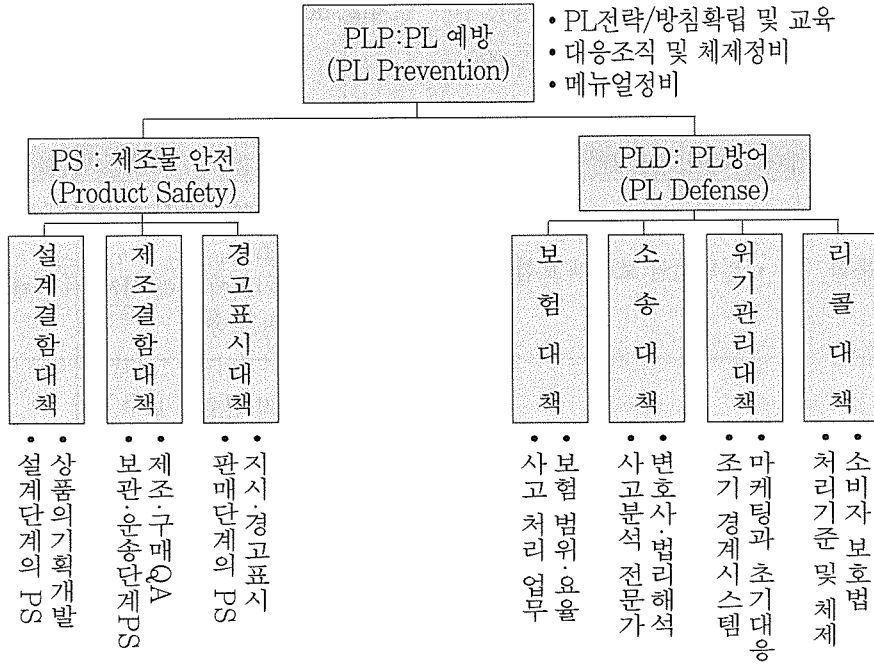 PLP:PL 예방
(PL Prevention)
• PL전략/방침확립 및 교육
• 대응조직 및 체제정비
• 메뉴얼정비
PS : 제조물 안전
(Product Safety)
PLD: PL방어
(PL Defense)
설계결함대책
제조결함대책
경고표시대책
보험대책
소송대책
위기관리대책
리콜대책
• 상품의기획개발
• 설계단계의 PS
• 제조·구매QA
• 보관·운송단계PS
• 지시·경고표시
• 판매단계의 PS
• 보험 범위·요율
• 사고 처리 업무
• 변호사·법리해석
• 사고분석 전문가
• 마케팅과 초기대응
• 조기 경계시스템
• 소비자 보호법
• 처리기준 및 체제